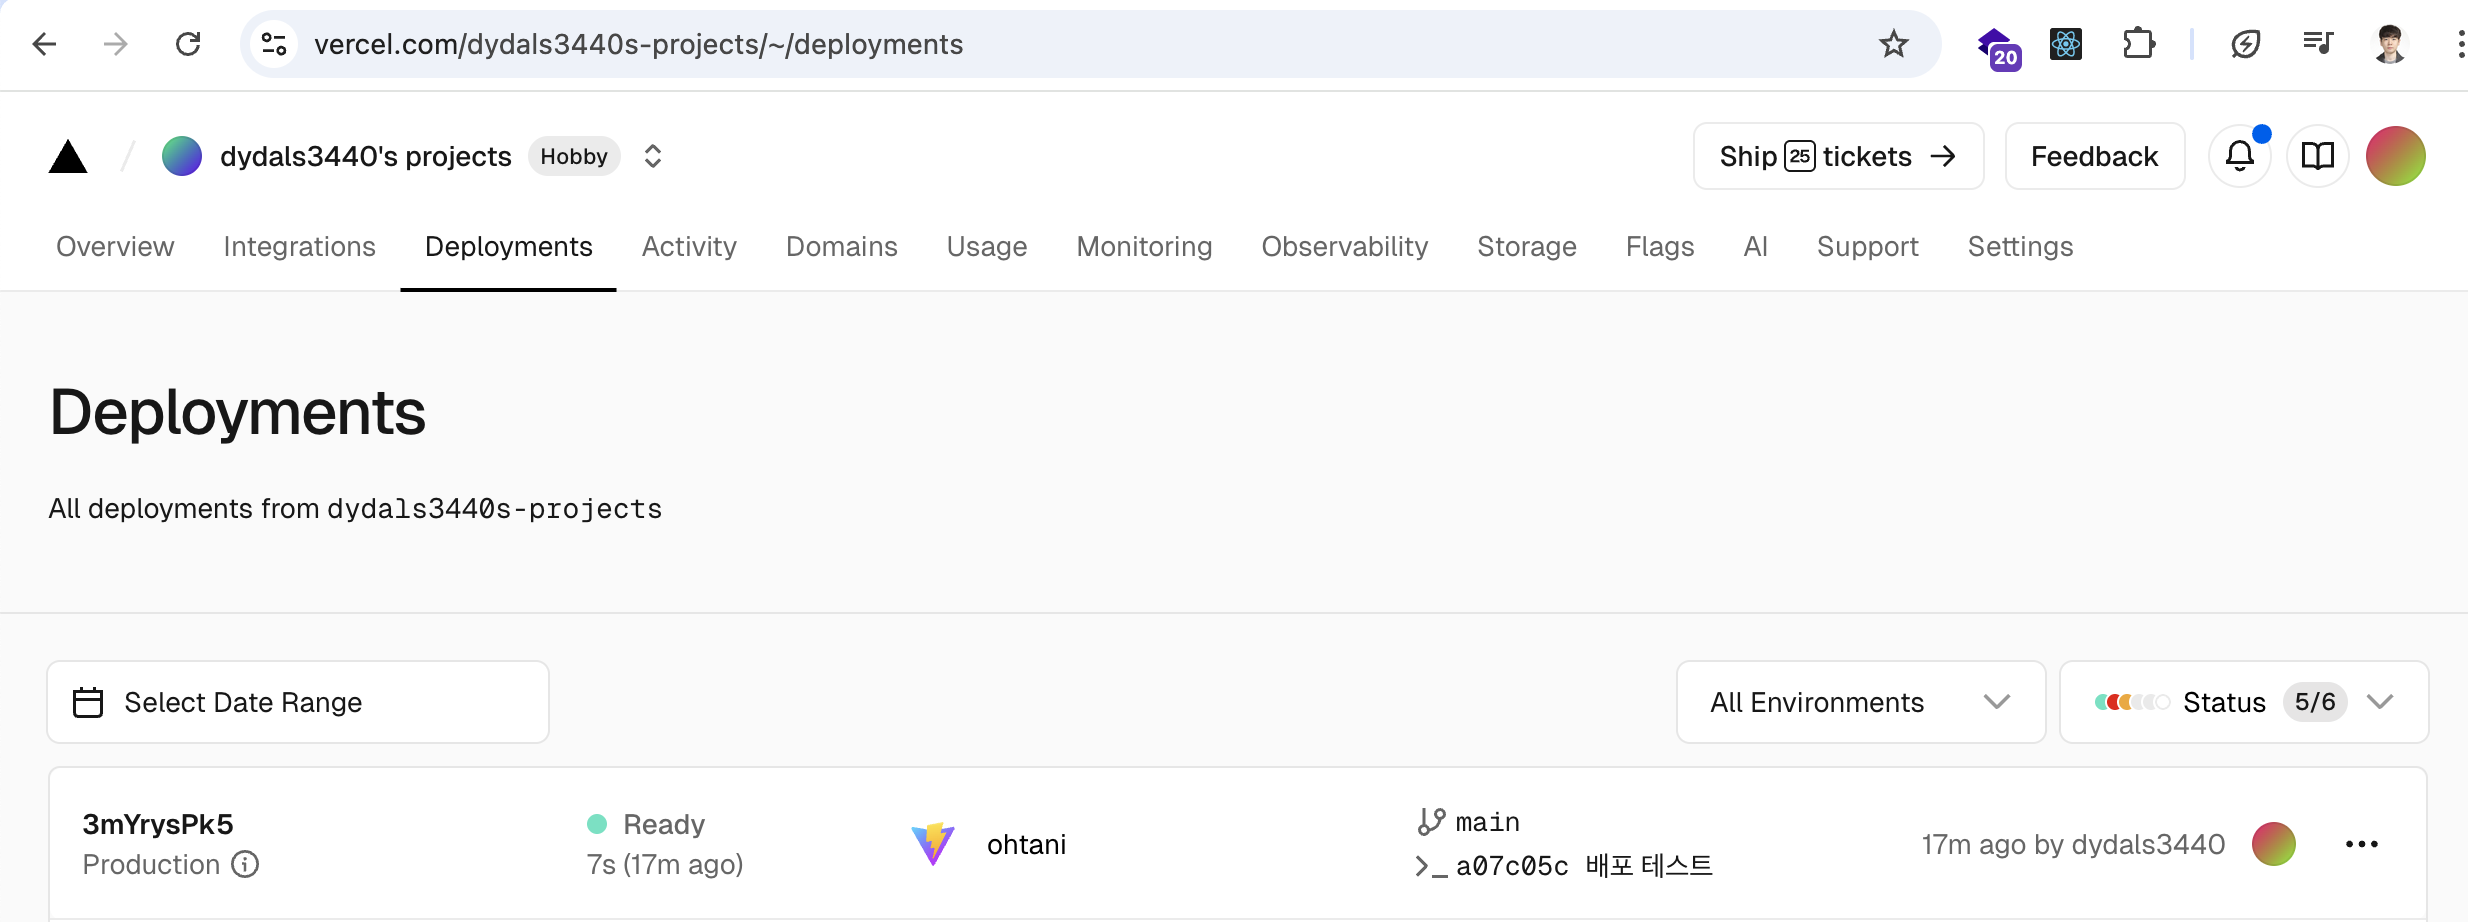 vercel.com/dydals3440s-projects/~/deployments
20
dydals3440's projects Hobby
Ship 25 tickets → Feedback
Overview Integrations Deployments Activity Domains Usage Monitoring Observability Storage Flags AI Support Settings
Deployments
All deployments from dydals3440s-projects
Select Date Range
All Environments
Status 5/6
3mYrysPk5
Production
Ready
7s (17m ago)
ohtani
main
a07c05c 배포 테스트
17m ago by dydals3440